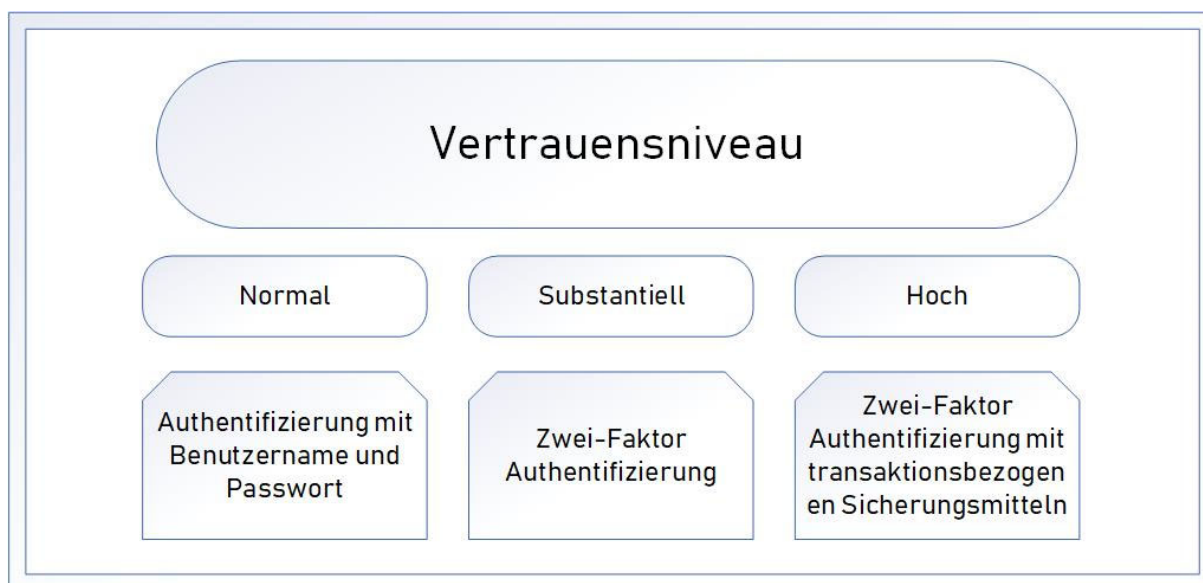 Vertrauensniveau
Normal
Substantiell
Hoch
Authentifizierung mit
Benutzername und
Passwort
Zwei-Faktor
Authentifizierung
Zwei-Faktor
Authentifizierung mit
transaktionsbezogen
en Sicherungsmitteln